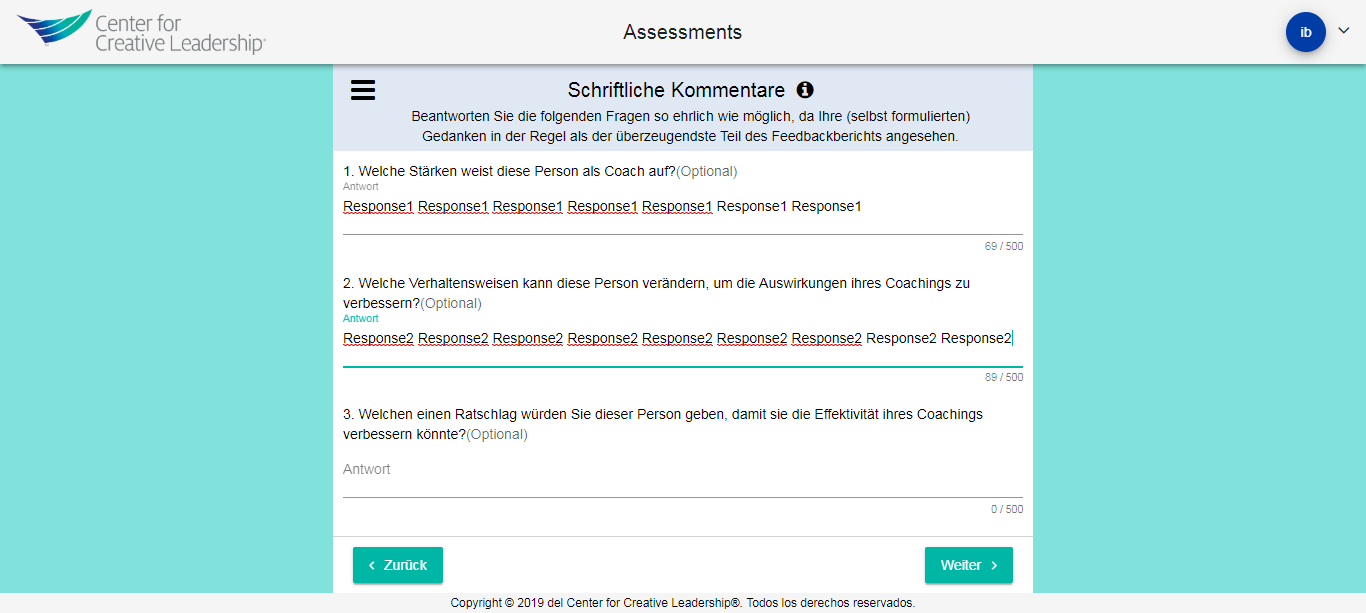 Center for
Creative Leadership®
Assessments
ib
Schriftliche Kommentare
Beantworten Sie die folgenden Fragen so ehrlich wie möglich, da Ihre (selbst formulierten)
Gedanken in der Regel als der überzeugendste Teil des Feedbackberichts angesehen.
1. Welche Stärken weist diese Person als Coach auf?(Optional)
Antwort
Response1 Response1 Response1 Response1 Response1 Response1 Response1
69 / 500
2. Welche Verhaltensweisen kann diese Person verändern, um die Auswirkungen ihres Coachings zu
verbessern?(Optional)
Antwort
Response2 Response2 Response2 Response2 Response2 Response2 Response2 Response2 Response2
89 / 500
3. Welchen einen Ratschlag würden Sie dieser Person geben, damit sie die Effektivität ihres Coachings
verbessern könnte?(Optional)
Antwort
0 / 500
Zurück
Weiter
Copyright © 2019 del Center for Creative Leadership®. Todos los derechos reservados.